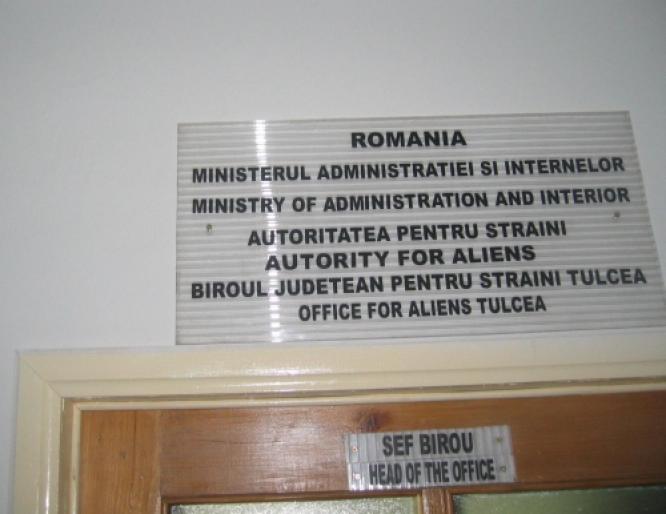 ROMANIA
MINISTERUL ADMINISTRATIEI SI INTERNELOR
MINISTRY OF ADMINISTRATION AND INTERIOR
AUTORITATEA PENTRU STRAINI
AUTORITY FOR ALIENS
BIROUL JUDETEAN PENTRU STRAINI TULCEA
OFFICE FOR ALIENS TULCEA
SEF BIROU
HEAD OF THE OFFICE